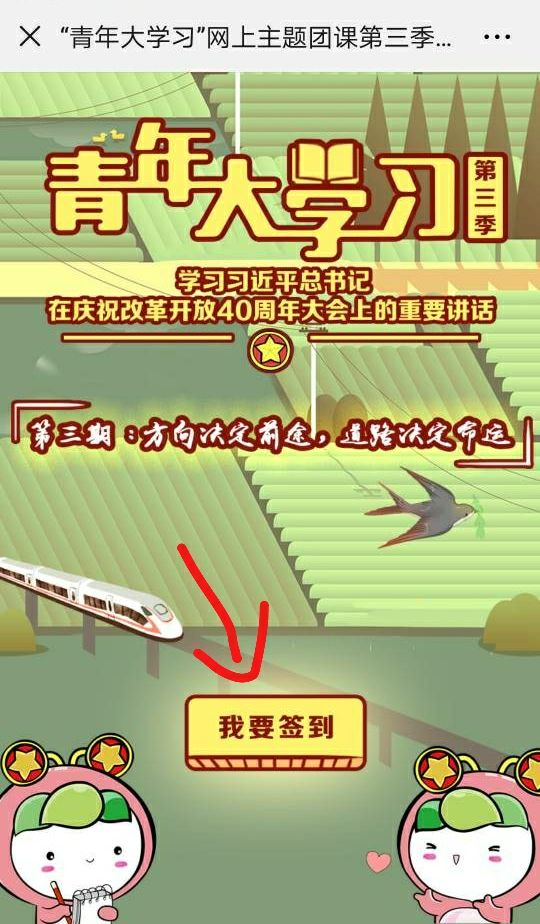 “青年大学习”网上主题团课第三季...
青年大学习
第三季
学习习近平总书记
在庆祝改革开放40周年大会上的重要讲话
第三期：方向决定前途，道路决定命运
我要签到